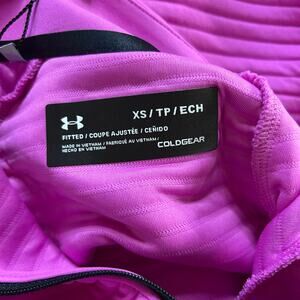 XS / TP / ECH
FITTED / COUPE AJUSTÉE / CEÑIDO
MADE IN VIETNAM / FABRIQUÉ AU VIETNAM /
HECHO EN VIETNAM
COLDGEAR